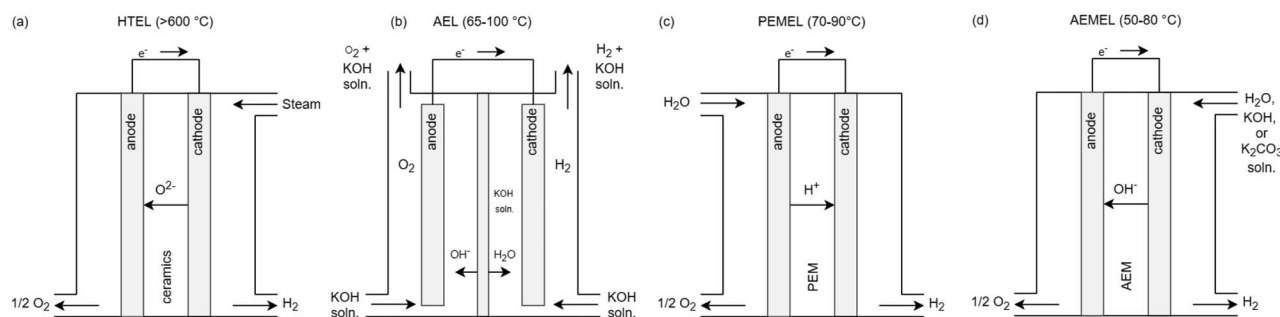 (a)
HTEL (>600 °C)
e⁻
anode
cathode
Steam
O²⁻
ceramics
1/2 O₂
H₂
(b)
AEL (65-100 °C)
O₂ +
KOH
soln.
e⁻
H₂ +
KOH
soln.
anode
cathode
O₂
H₂
KOH
soln.
OH⁻
H₂O
KOH
soln.
KOH
soln.
(c)
PEMEL (70-90°C)
e⁻
H₂O
anode
cathode
H⁺
PEM
1/2 O₂
H₂
(d)
AEMEL (50-80 °C)
e⁻
anode
cathode
H₂O,
KOH,
or
K₂CO₃
soln.
OH⁻
AEM
1/2 O₂
H₂